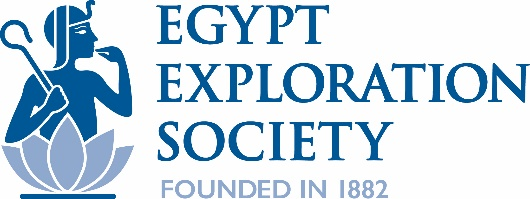 EGYPT
EXPLORATION
SOCIETY
FOUNDED IN 1882